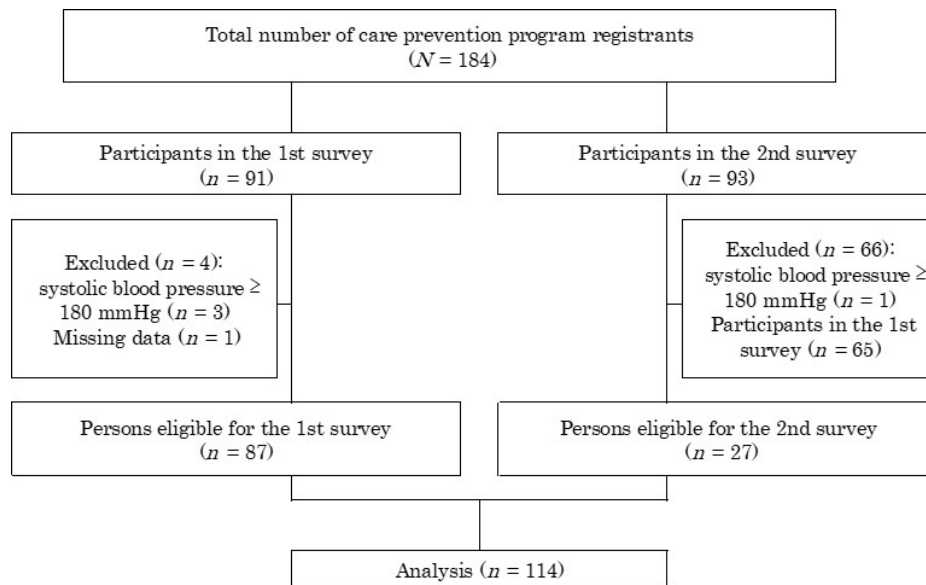 Total number of care prevention program registrants
(N = 184)
Participants in the 1st survey
(n = 91)
Participants in the 2nd survey
(n = 93)
Excluded (n = 4):
systolic blood pressure ≥
180 mmHg (n = 3)
Missing data (n = 1)
Excluded (n = 66):
systolic blood pressure ≥
180 mmHg (n = 1)
Participants in the 1st
survey (n = 65)
Persons eligible for the 1st survey
(n = 87)
Persons eligible for the 2nd survey
(n = 27)
Analysis (n = 114)